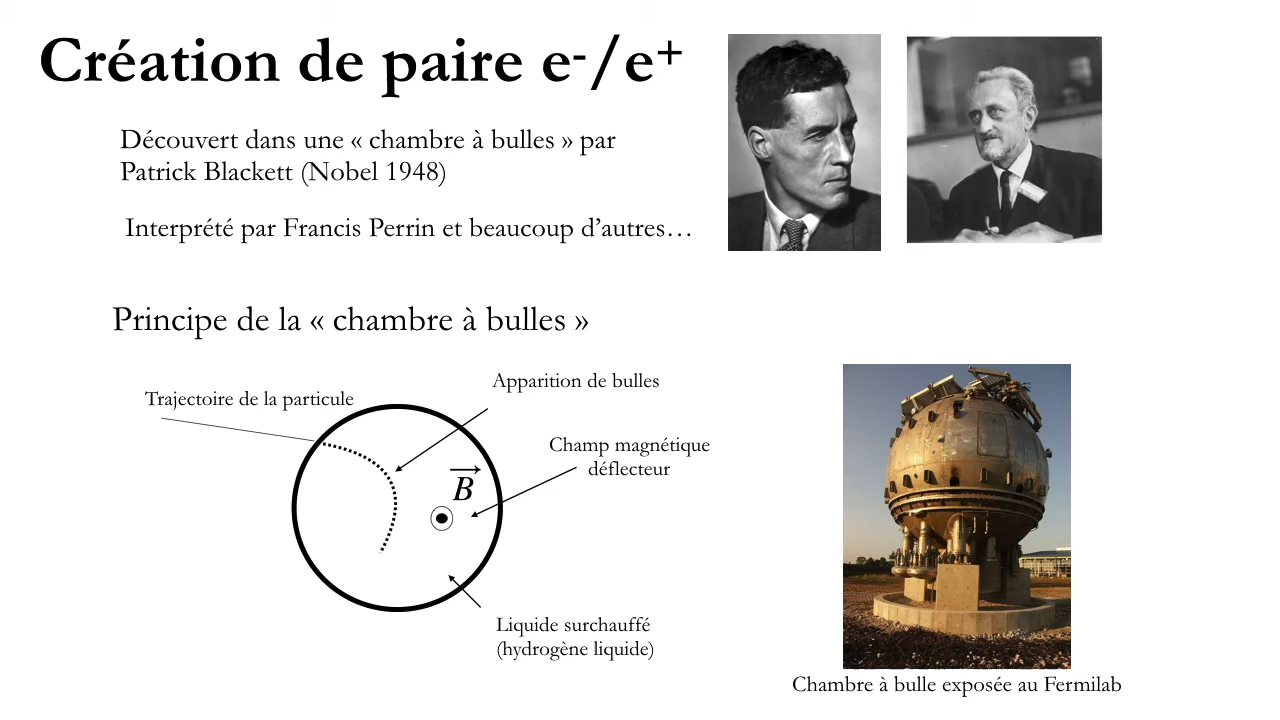 Création de paire e-/e+
Découvert dans une « chambre à bulles » par
Patrick Blackett (Nobel 1948)
Interprété par Francis Perrin et beaucoup d’autres…
Principe de la « chambre à bulles »
Trajectoire de la particule
Apparition de bulles
Champ magnétique
déflecteur
B
Liquide surchauffé
(hydrogène liquide)
Chambre à bulle exposée au Fermilab